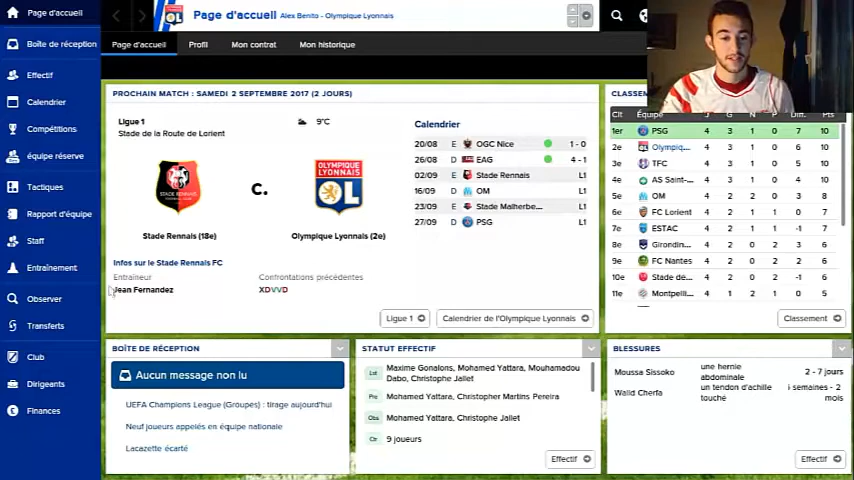 Page d'accueil
Page d'accueil Alex Benito - Olympique Lyonnais
Boîte de réception
Page d'accueil Profil Mon contrat Mon historique
Effectif
Calendrier
Compétitions
équipe réserve
Tactiques
Rapport d'équipe
Staff
Entraînement
Observer
Transferts
Club
Dirigeants
Finances
PROCHAIN MATCH : SAMEDI 2 SEPTEMBRE 2017 (2 JOURS)
Ligue 1
Stade de la Route de Lorient
9°C
STADE RENNAIS
c.
OLYMPIQUE LYONNAIS
OL
Stade Rennais (18e)
Olympique Lyonnais (2e)
Infos sur le Stade Rennais FC
Entraîneur
Jean Fernandez
Confrontations précédentes
XDVVD
Calendrier
20/08 E OGC Nice 1 - 0
26/08 D EAG 4 - 1
02/09 E Stade Rennais L1
16/09 D OM L1
23/09 E Stade Malherbe... L1
27/09 D PSG L1
Ligue 1
Calendrier de l'Olympique Lyonnais
CLASSEM
Clt Équipe J G N P Diff. Pts
1er PSG 4 3 1 0 7 10
2e Olympiq... 4 3 1 0 6 10
3e TFC 4 3 1 0 5 10
4e AS Saint-... 4 3 1 0 4 10
5e OM 4 2 2 0 3 8
6e FC Lorient 4 2 1 1 0 7
7e ESTAC 4 2 1 1 -1 7
8e Girondin... 4 2 0 2 3 6
9e FC Nantes 4 2 0 2 2 6
10e Stade de... 4 2 0 2 -1 6
11e Montpelli... 4 1 2 1 0 5
Classement
BOÎTE DE RÉCEPTION
Aucun message non lu
UEFA Champions League (Groupes) : tirage aujourd'hui
Neuf joueurs appelés en équipe nationale
Lacazette écarté
STATUT EFFECTIF
Maxime Gonalons, Mohamed Yattara, Mouhamadou
Dabo, Christophe Jallet
Pre Mohamed Yattara, Christopher Martins Pereira
Obs Mohamed Yattara, Christophe Jallet
Ctr 9 joueurs
Effectif
BLESSURES
Moussa Sissoko une hernie abdominale 2 - 7 jours
Walid Cherfa un tendon d'achille touché semaines - 2 mois
Effectif